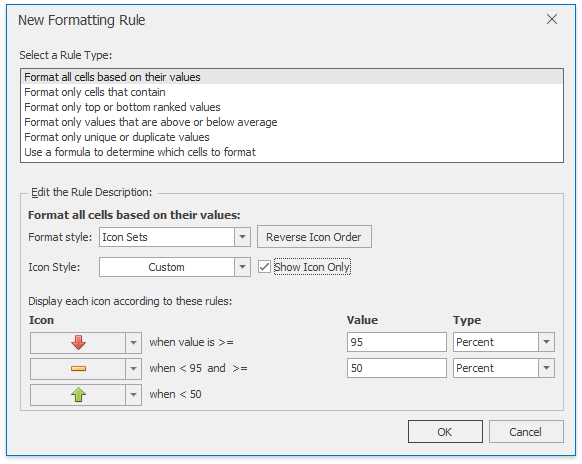 New Formatting Rule
Select a Rule Type:
Format all cells based on their values
Format only cells that contain
Format only top or bottom ranked values
Format only values that are above or below average
Format only unique or duplicate values
Use a formula to determine which cells to format
Edit the Rule Description:
Format all cells based on their values:
Format style: Icon Sets Reverse Icon Order
Icon Style: Custom Show Icon Only
Display each icon according to these rules:
Icon Value Type
when value is >= 95 Percent
when < 95 and >= 50 Percent
when < 50
OK Cancel